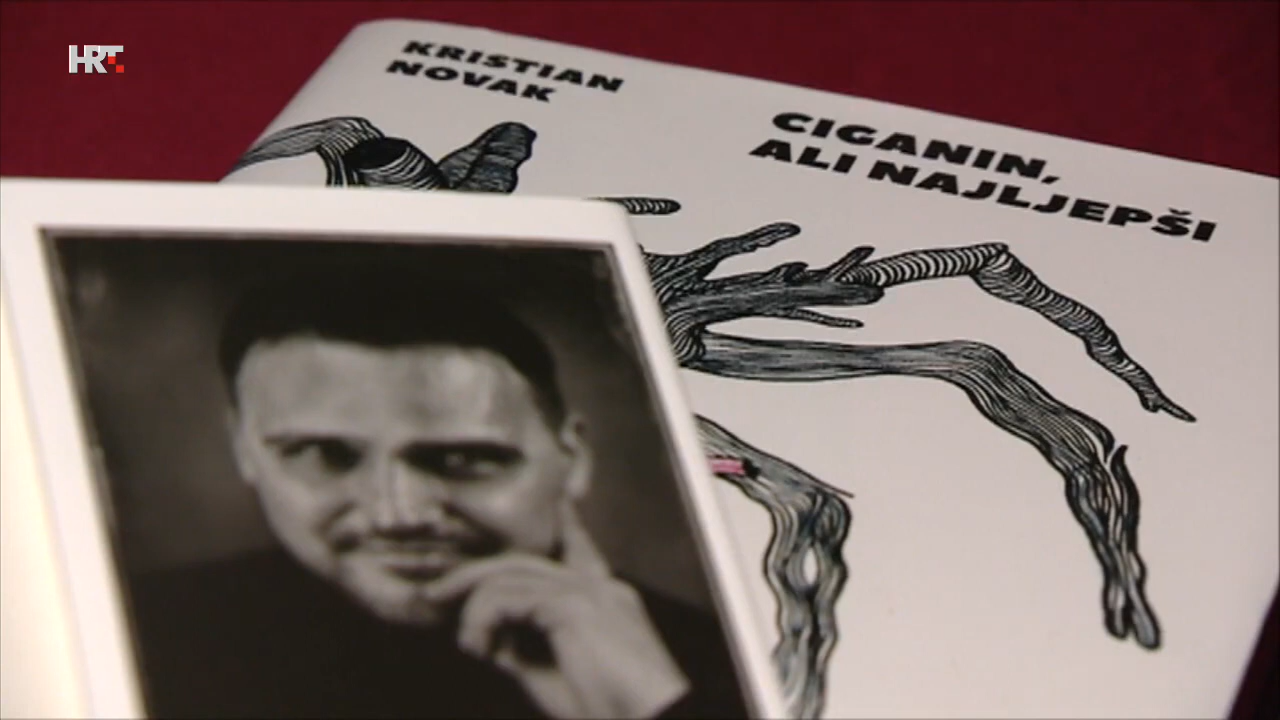 HRT
KRISTIAN
NOVAK
CIGANIN,
ALI NAJLJEPŠI